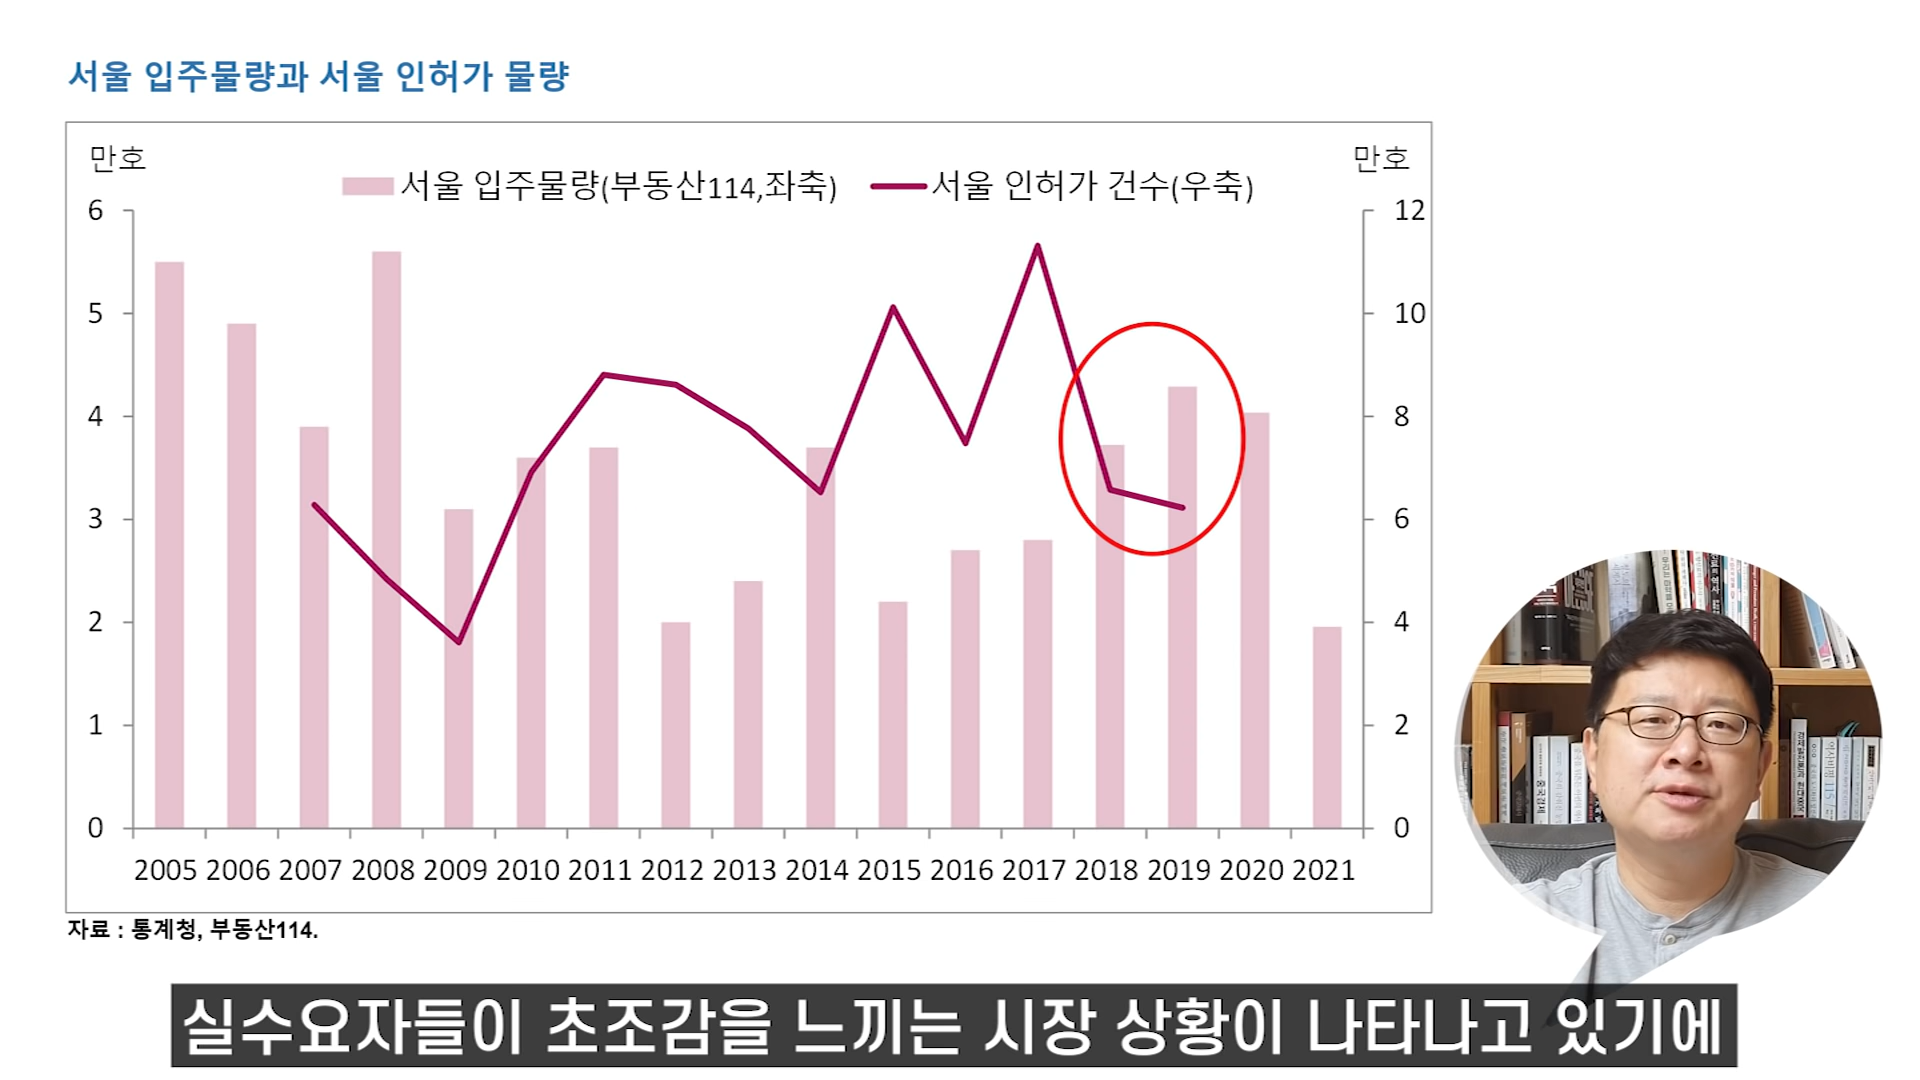 서울 입주물량과 서울 인허가 물량
만호
만호
서울 입주물량(부동산114,좌축)
서울 인허가 건수(우축)
6
5
4
3
2
1
0
12
10
8
6
4
2
0
2005 2006 2007 2008 2009 2010 2011 2012 2013 2014 2015 2016 2017 2018 2019 2020 2021
자료 : 통계청, 부동산114.
실수요자들이 초조감을 느끼는 시장 상황이 나타나고 있기에